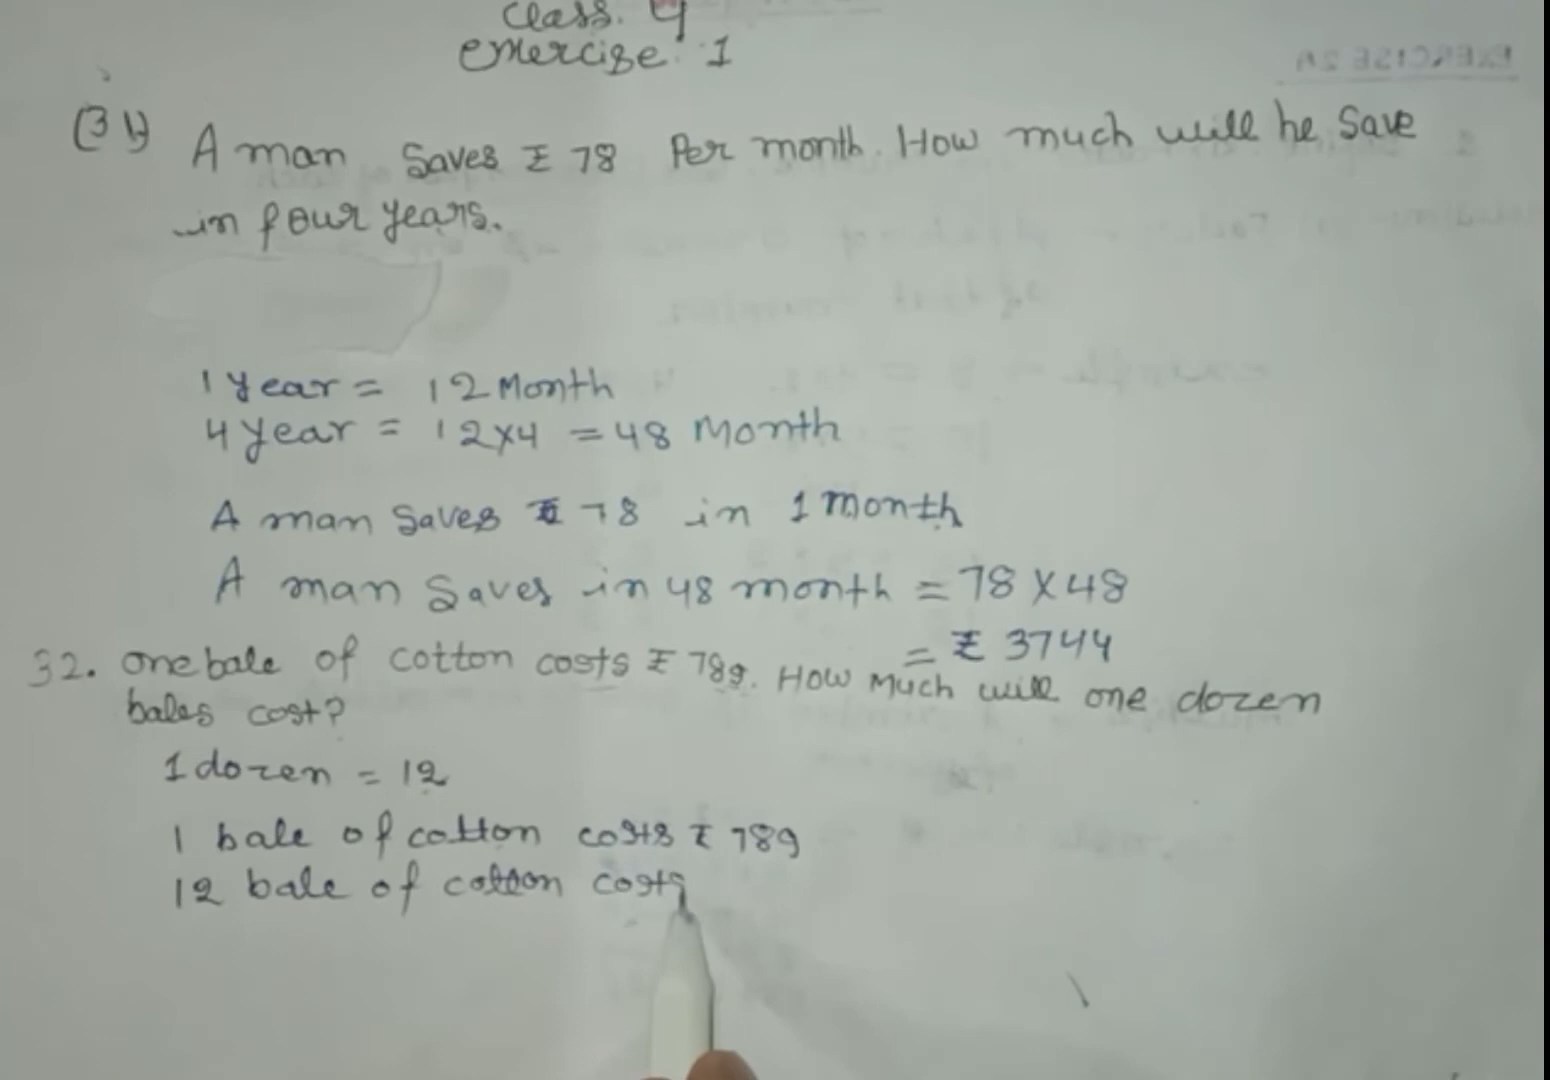 Class. 4
Exercise. 1
(31) A man saves ₹ 78 Per month. How much will he save
in four years.
1 year = 12 Month
4 year = 12x4 = 48 Month
A man saves ₹ 78 in 1 month
A man saves in 48 month = 78 x 48
= ₹ 3744
32. one bale of cotton costs ₹ 789. How much will one dozen
bales cost?
1 dozen = 12
1 bale of cotton costs ₹ 789
12 bale of cotton costs